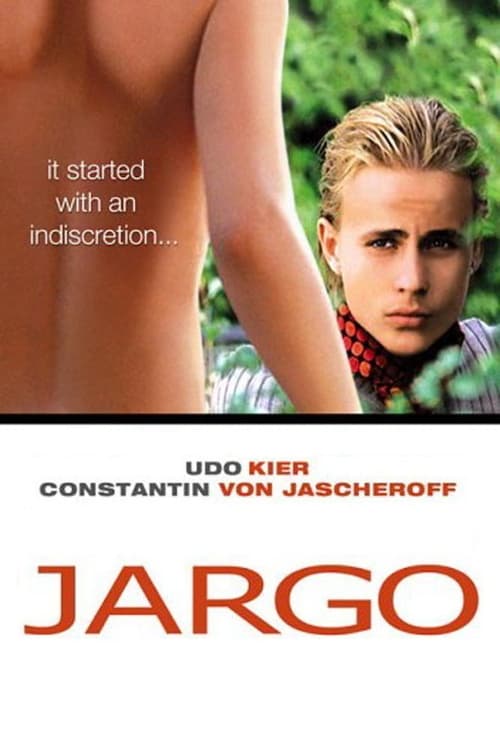 it started
with an
indiscretion...
UDO KIER
CONSTANTIN VON JASCHEROFF
JARGO